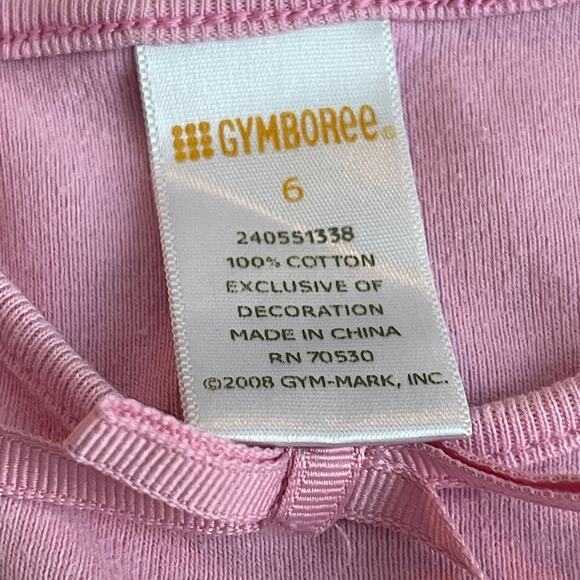 GYMBOREE®
6
240551338
100% COTTON
EXCLUSIVE OF
DECORATION
MADE IN CHINA
RN 70530
©2008 GYM-MARK, INC.